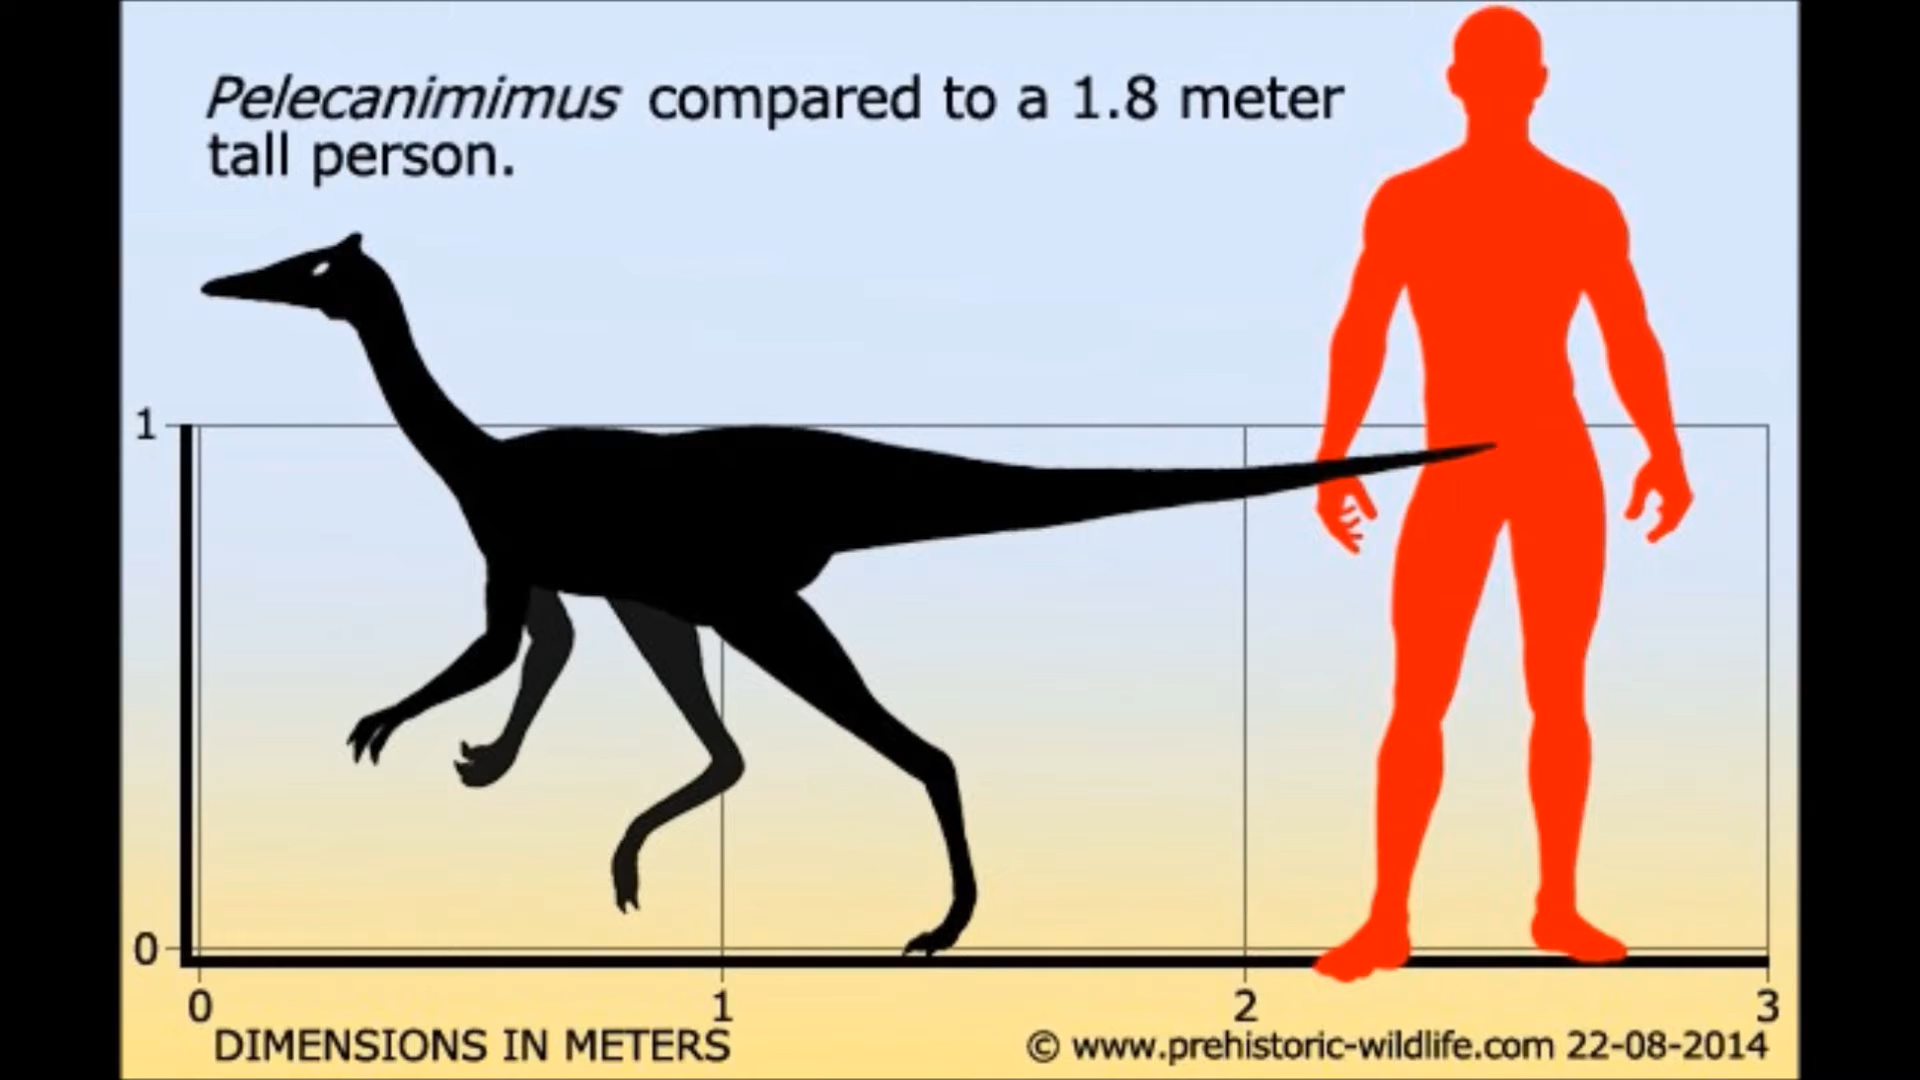 Pelecanimimus compared to a 1.8 meter
tall person.
1
0
0 1 2 3
DIMENSIONS IN METERS © www.prehistoric-wildlife.com 22-08-2014